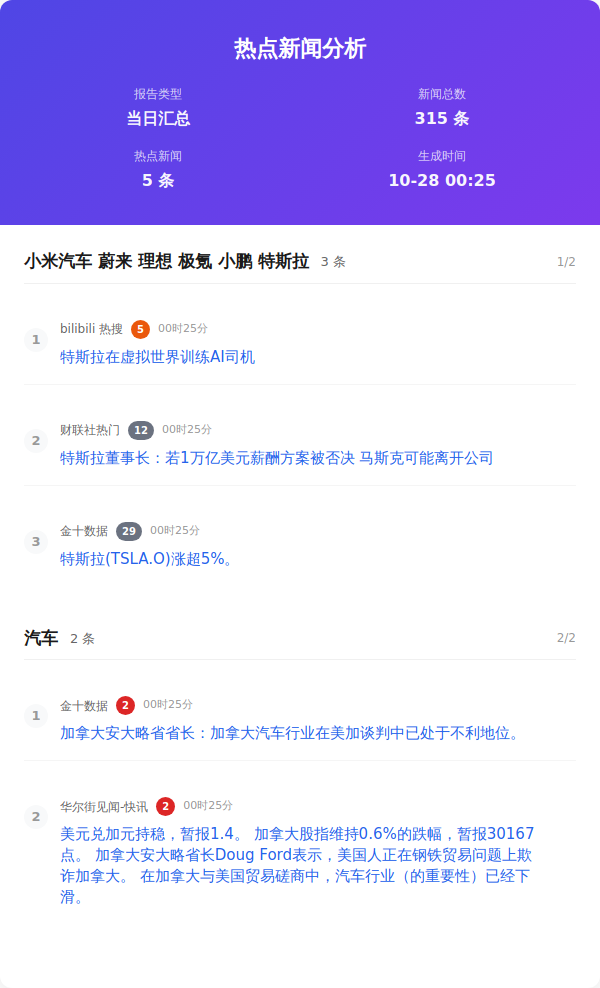 热点新闻分析
报告类型
新闻总数
当日汇总
315 条
热点新闻
生成时间
5 条
10-28 00:25
小米汽车 蔚来 理想 极氪 小鹏 特斯拉 3 条 1/2
1 bilibili 热搜 5 00时25分
特斯拉在虚拟世界训练AI司机
2 财联社热门 12 00时25分
特斯拉董事长：若1万亿美元薪酬方案被否决 马斯克可能离开公司
3 金十数据 29 00时25分
特斯拉(TSLA.O)涨超5%。
汽车 2 条 2/2
1 金十数据 2 00时25分
加拿大安大略省省长：加拿大汽车行业在美加谈判中已处于不利地位。
2 华尔街见闻-快讯 2 00时25分
美元兑加元持稳，暂报1.4。 加拿大股指维持0.6%的跌幅，暂报30167
点。 加拿大安大略省长Doug Ford表示，美国人正在钢铁贸易问题上欺
诈加拿大。 在加拿大与美国贸易磋商中，汽车行业（的重要性）已经下
滑。